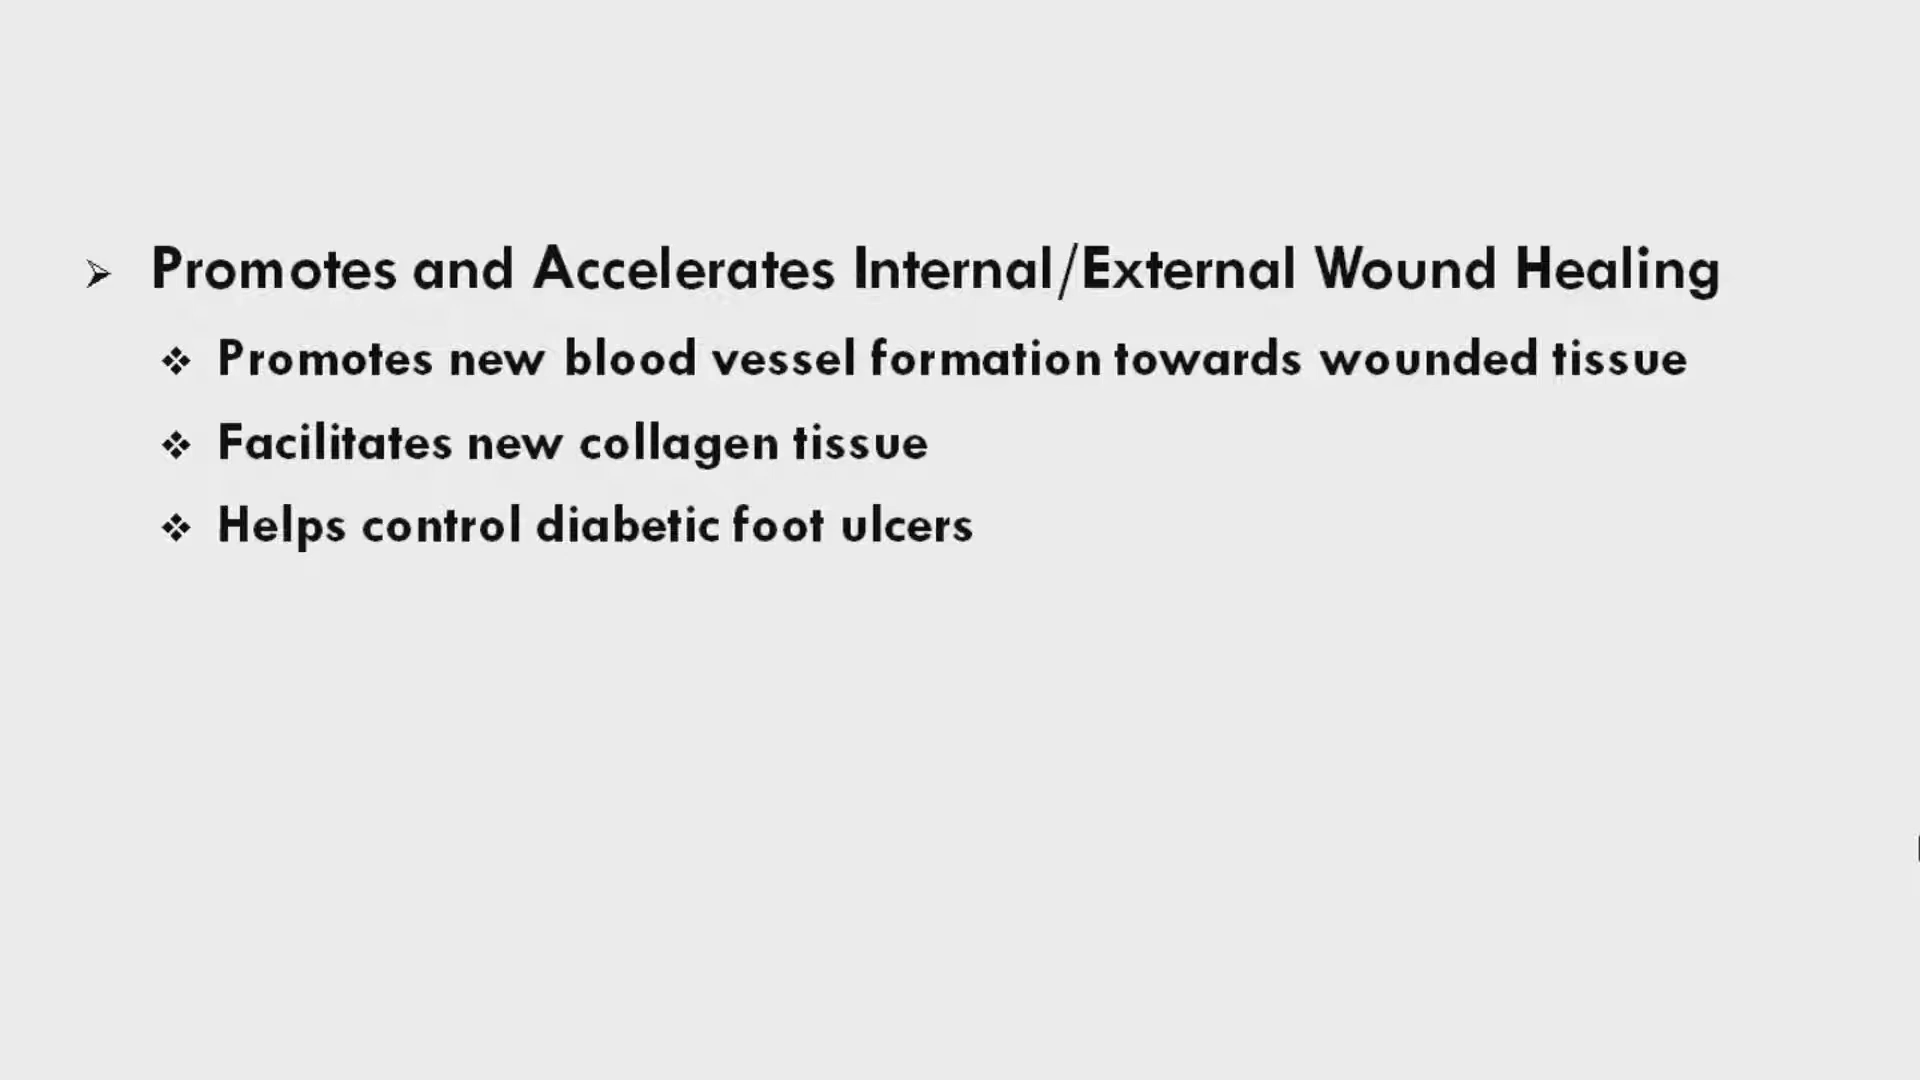 ➢ Promotes and Accelerates Internal/External Wound Healing
❖ Promotes new blood vessel formation towards wounded tissue
❖ Facilitates new collagen tissue
❖ Helps control diabetic foot ulcers